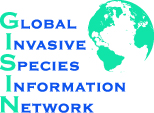 Global
Invasive
Species
Information
Network